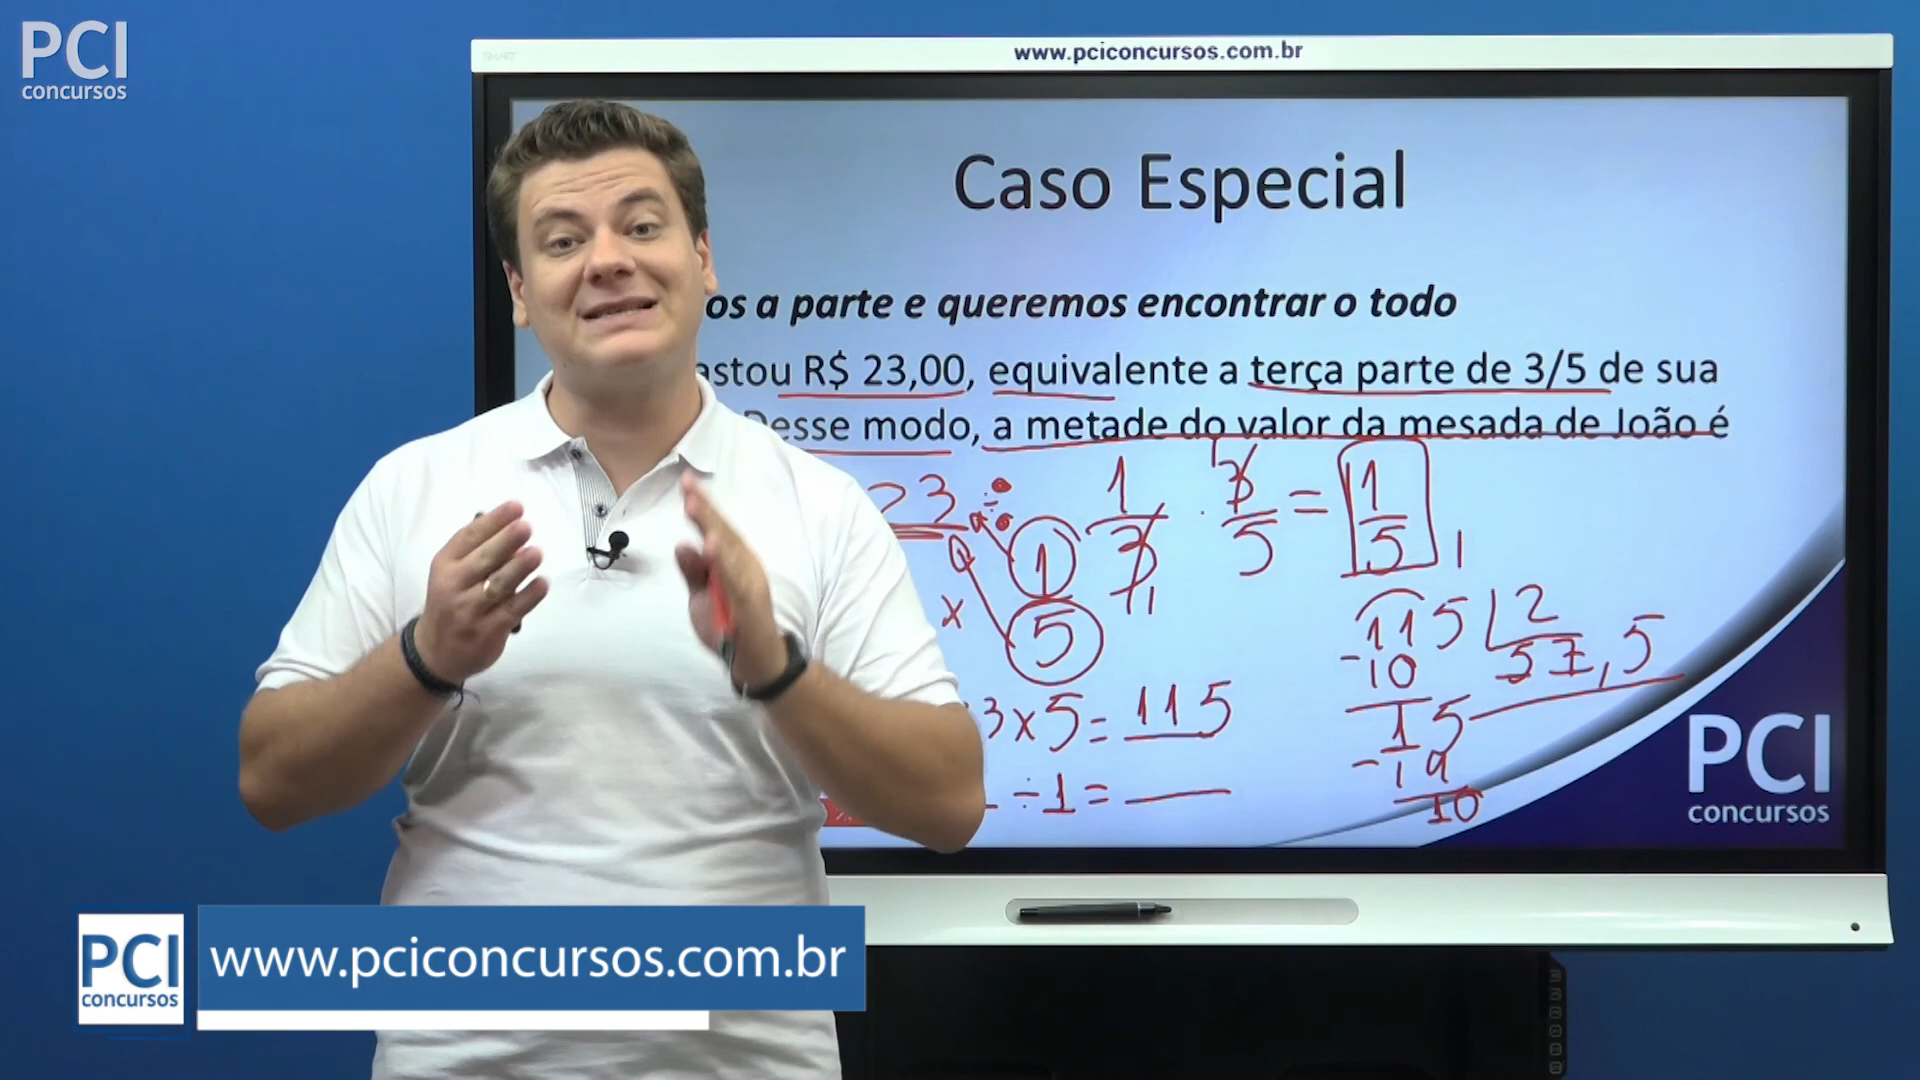 PCI
concursos
www.pciconcursos.com.br
Caso Especial
os a parte e queremos encontrar o todo
astou R$ 23,00, equivalente a terça parte de 3/5 de sua
Desse modo, a metade do valor da mesada de João é
23 ÷ 1 1/3 . 3/5 = 1/5
x 5
115 2
-10 57,5
15
3x5= 115
÷1=
10
PCI
concursos
PCI
concursos
www.pciconcursos.com.br